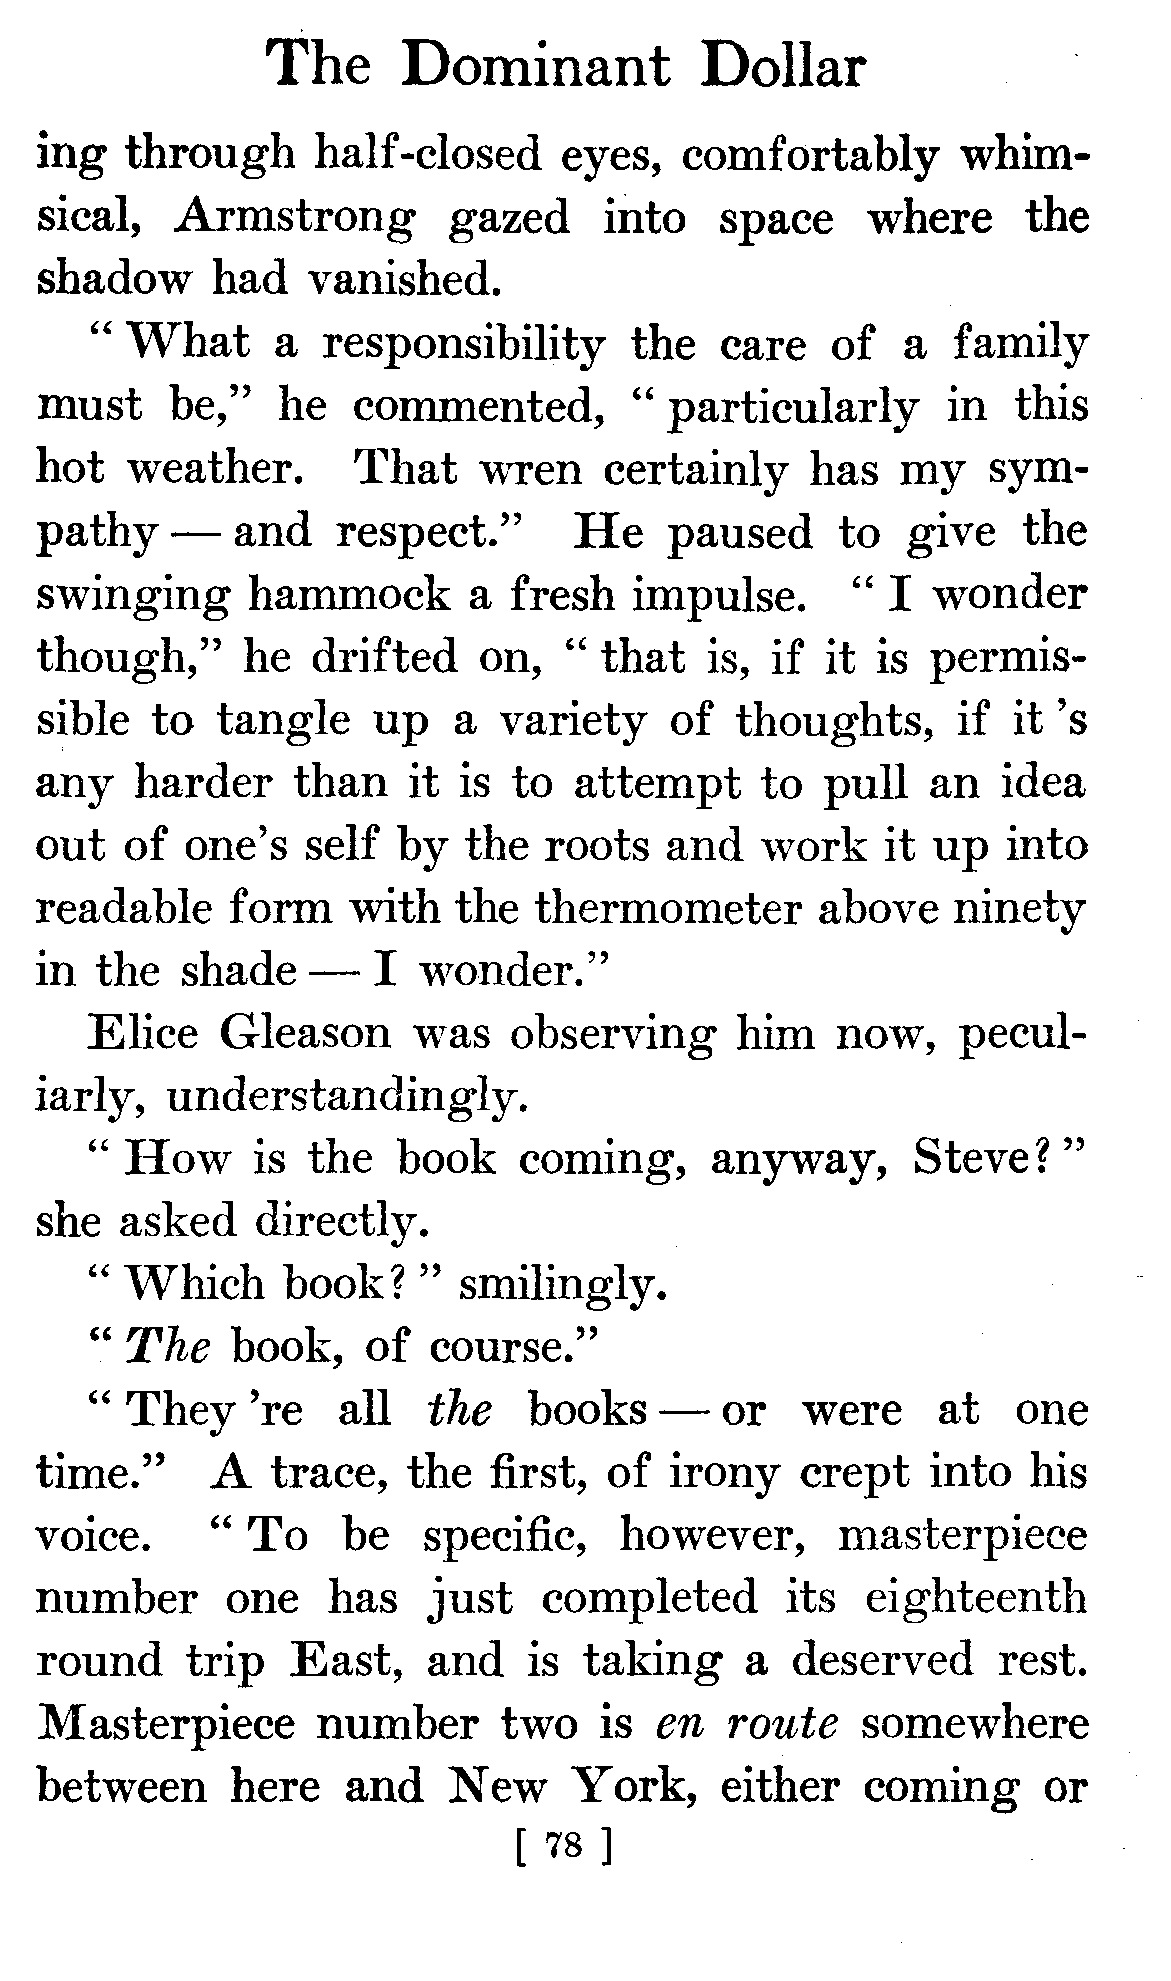 The Dominant Dollar
ing through half-closed eyes, comfortably whim-
sical, Armstrong gazed into space where the
shadow had vanished.
“ What a responsibility the care of a family
must be,” he commented, “ particularly in this
hot weather. That wren certainly has my sym-
pathy — and respect.” He paused to give the
swinging hammock a fresh impulse. “ I wonder
though,” he drifted on, “ that is, if it is permis-
sible to tangle up a variety of thoughts, if it 's
any harder than it is to attempt to pull an idea
out of one's self by the roots and work it up into
readable form with the thermometer above ninety
in the shade — I wonder.”
Elice Gleason was observing him now, pecul-
iarly, understandingly.
“ How is the book coming, anyway, Steve? ”
she asked directly.
“ Which book? ” smilingly.
“ The book, of course.”
“ They 're all the books — or were at one
time.” A trace, the first, of irony crept into his
voice. “ To be specific, however, masterpiece
number one has just completed its eighteenth
round trip East, and is taking a deserved rest.
Masterpiece number two is en route somewhere
between here and New York, either coming or
[ 78 ]